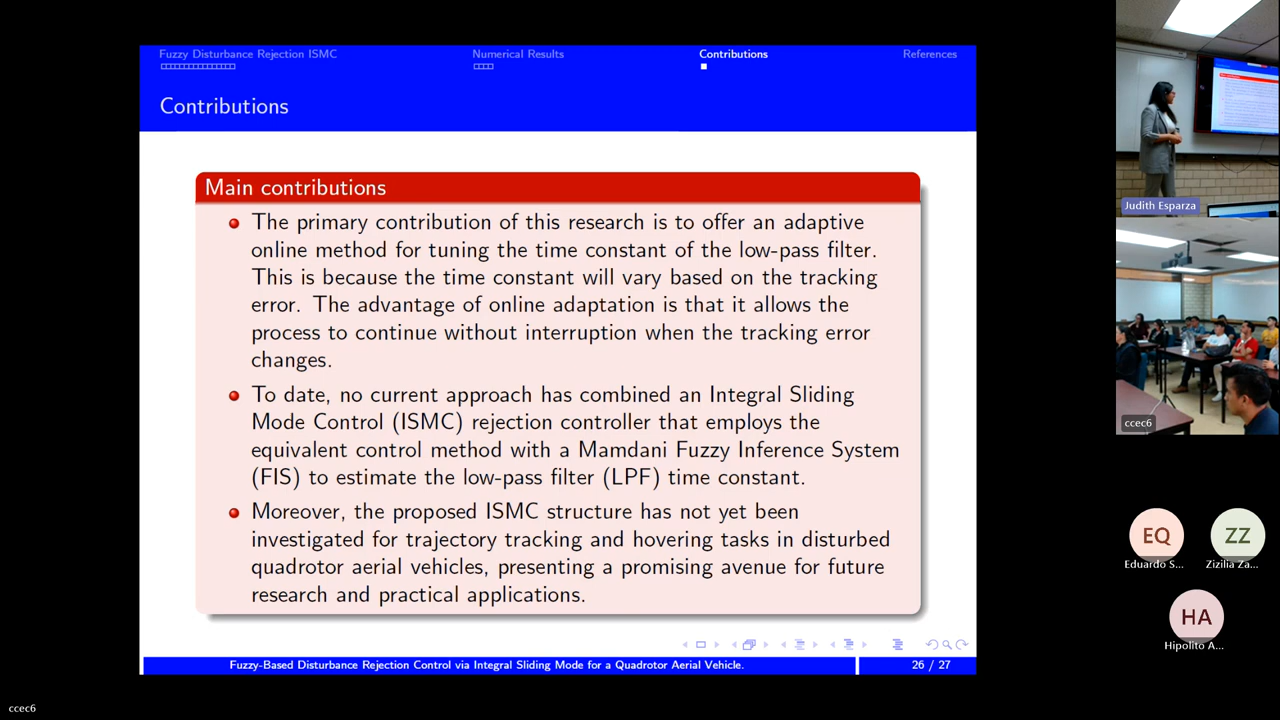 Fuzzy Disturbance Rejection ISMC
Numerical Results
Contributions
References
Contributions
Main contributions
The primary contribution of this research is to offer an adaptive
online method for tuning the time constant of the low-pass filter.
This is because the time constant will vary based on the tracking
error. The advantage of online adaptation is that it allows the
process to continue without interruption when the tracking error
changes.
To date, no current approach has combined an Integral Sliding
Mode Control (ISMC) rejection controller that employs the
equivalent control method with a Mamdani Fuzzy Inference System
(FIS) to estimate the low-pass filter (LPF) time constant.
Moreover, the proposed ISMC structure has not yet been
investigated for trajectory tracking and hovering tasks in disturbed
quadrotor aerial vehicles, presenting a promising avenue for future
research and practical applications.
Fuzzy-Based Disturbance Rejection Control via Integral Sliding Mode for a Quadrotor Aerial Vehicle.
26 / 27
Judith Esparza
ccec6
EQ
Eduardo S...
ZZ
Zizilia Za...
HA
Hipolito A...
ccec6